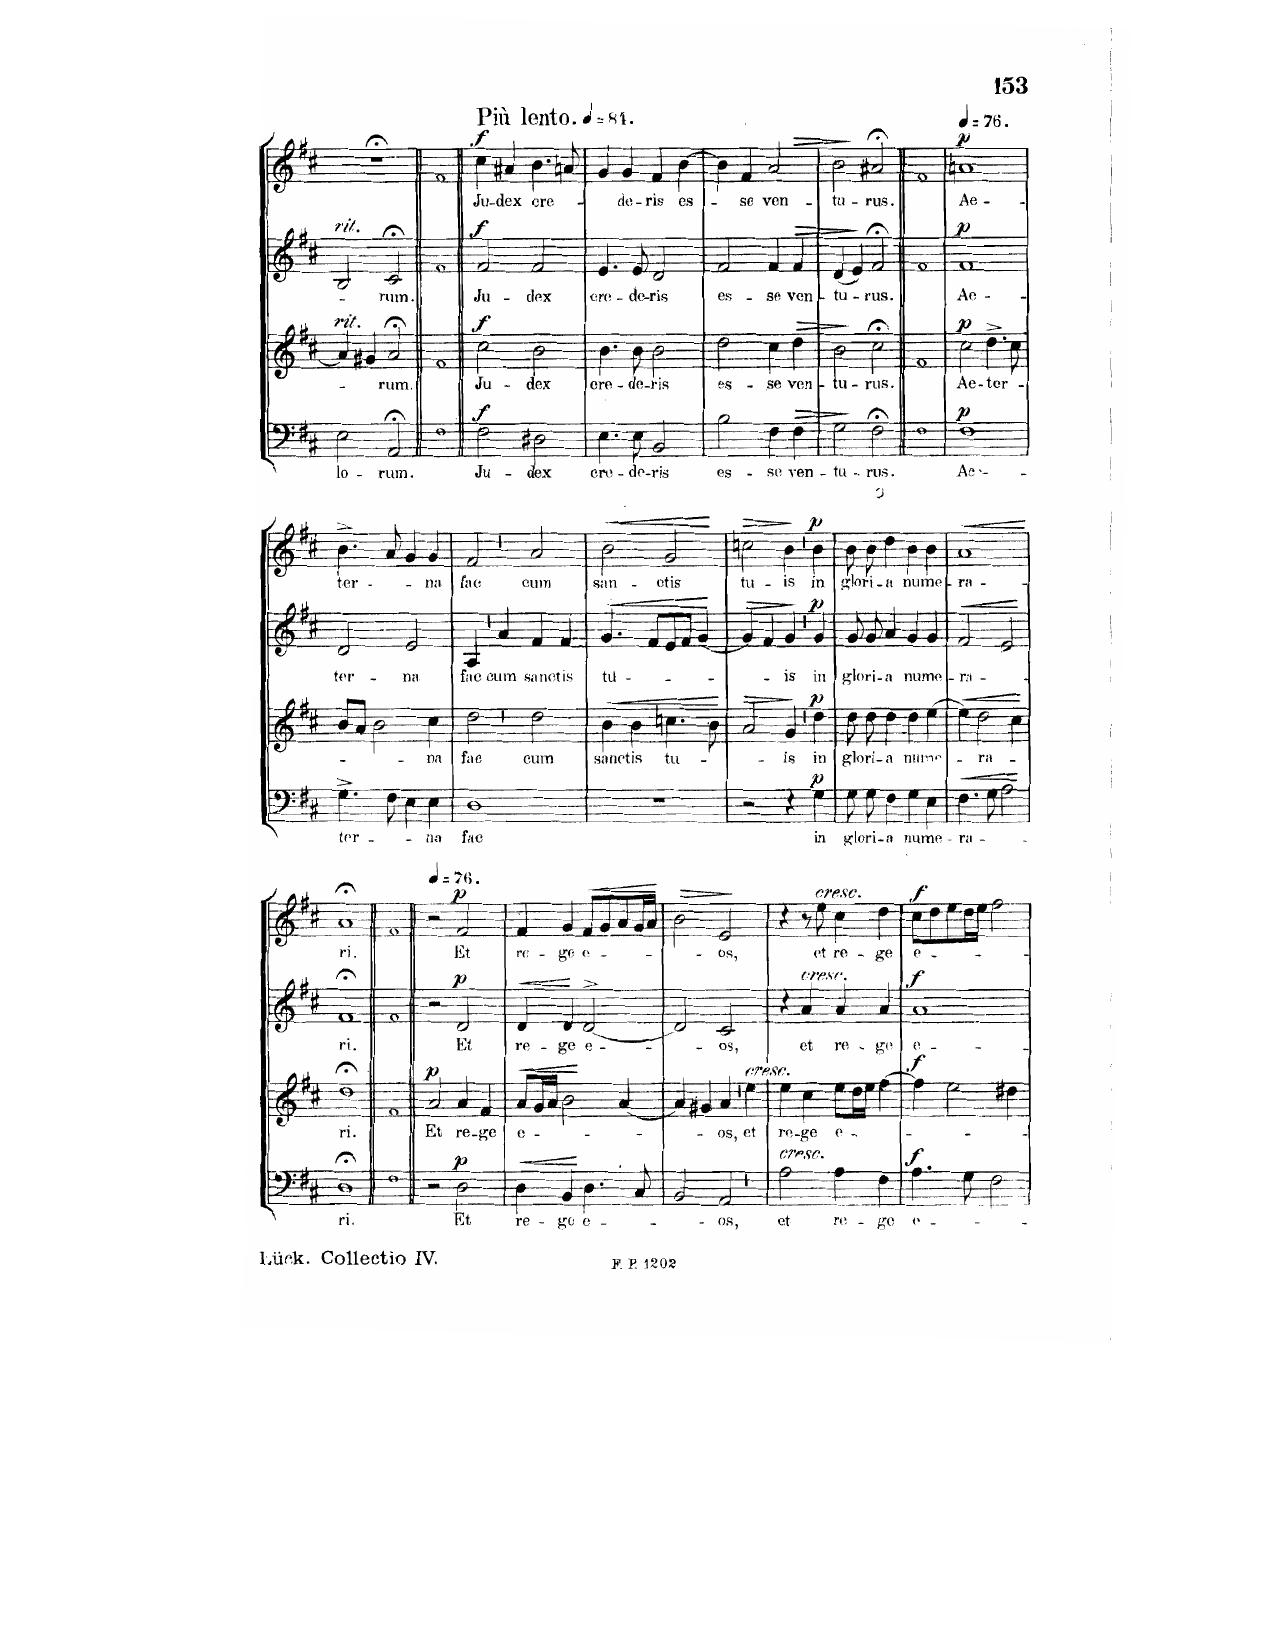 153
Più lento. ♩= 84.
♩= 76.
f
p
Ju-dex cre - de-ris es - se ven - tu - rus. Ae -
rit. f p
- rum. Ju - dex cre - de-ris es - se ven - tu - rus. Ae -
rit. f p
- rum. Ju - dex cre - de-ris es - se ven - tu - rus. Ae-ter -
f p
lo - rum. Ju - dex cre - de-ris es - se ven - tu - rus. Ae -
p
ter - na fac cum san - ctis tu - is in glori-a nume - ra -
p
ter - na fac cum sanctis tu - is in glori-a nume - ra -
p
- na fac cum sanctis tu - is in glori-a nume - ra -
p
ter - na fac in glori-a nume - ra -
♩= 76.
p cresc. f
ri. Et re - ge e - os, et re - ge e -
p cresc. f
ri. Et re - ge e - os, et re - ge e -
p cresc. f
ri. Et re-ge e - os, et re-ge e -
p cresc. f
ri. Et re - ge e - os, et re - ge e -
Lück. Collectio IV.
F. P. 1202